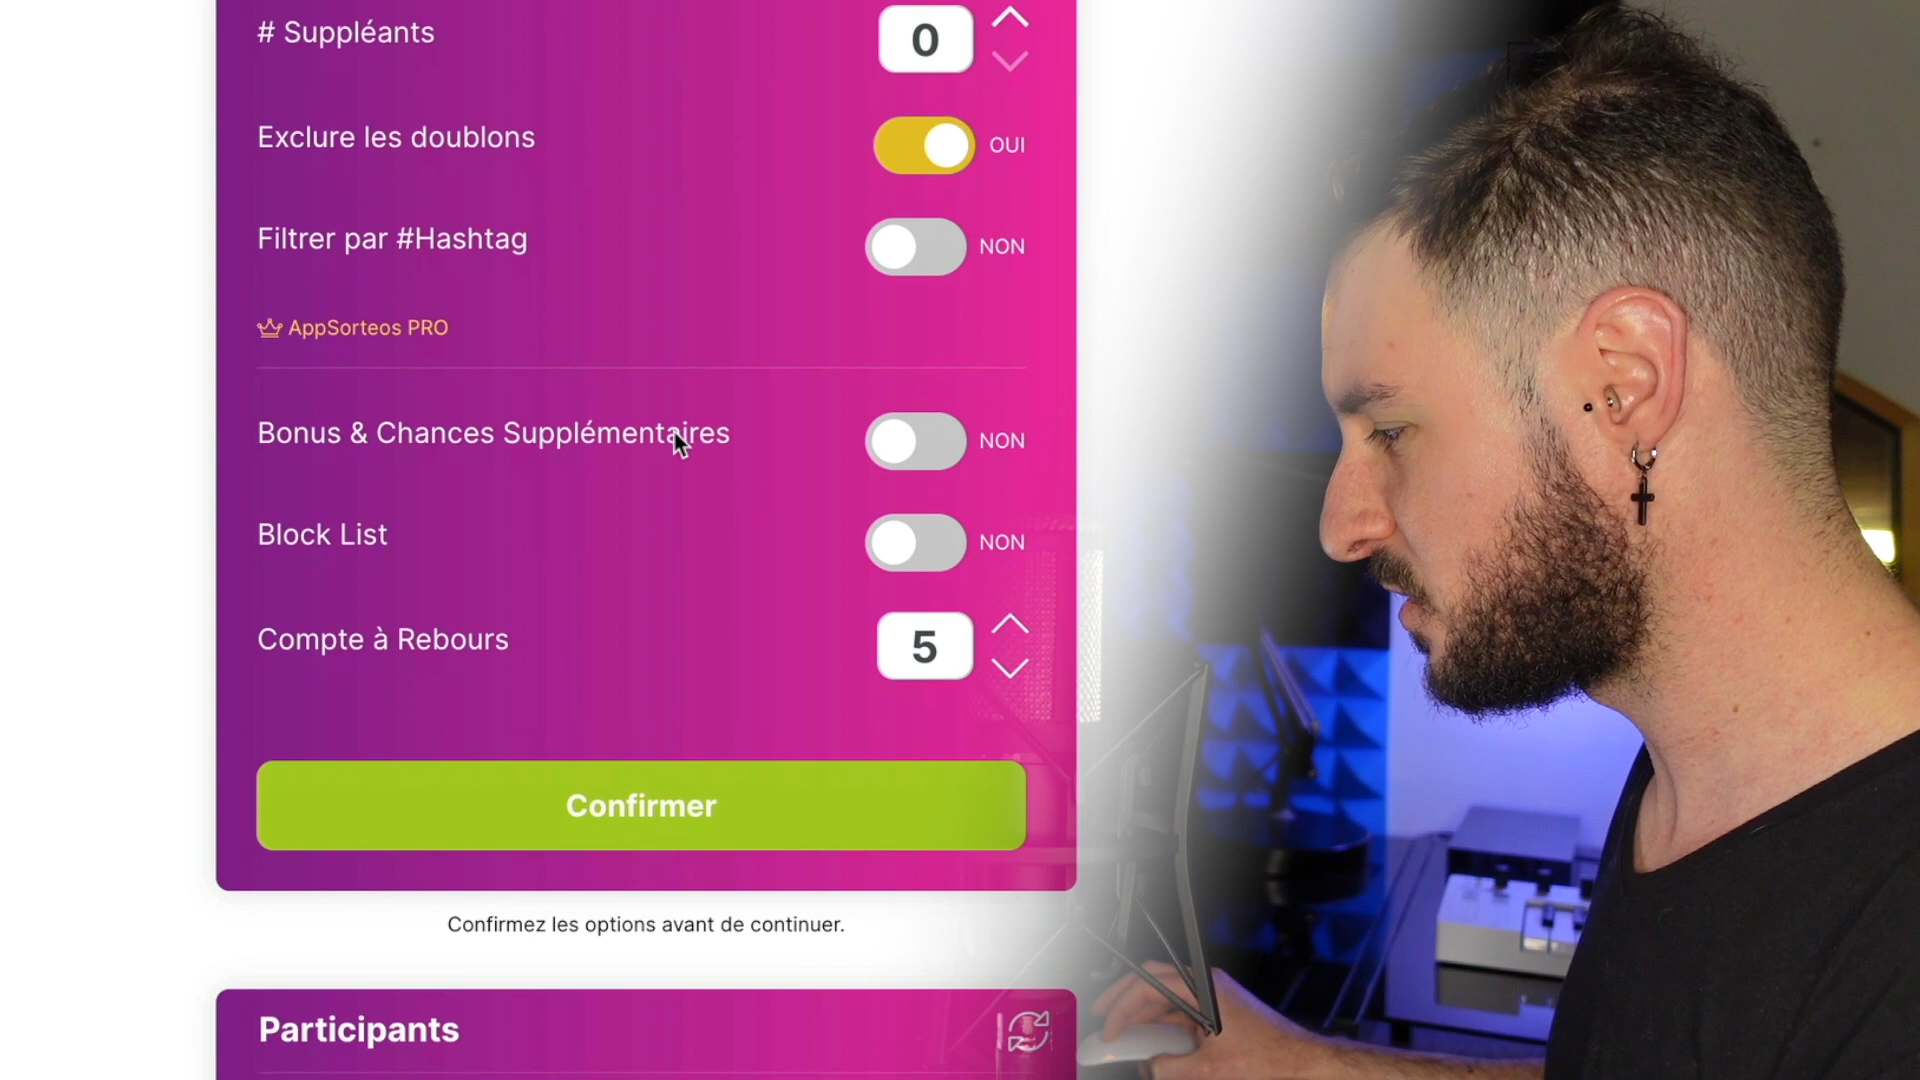 # Suppléants
0
Exclure les doublons
OUI
Filtrer par #Hashtag
NON
AppSorteos PRO
Bonus & Chances Supplémentaires
NON
Block List
NON
Compte à Rebours
5
Confirmer
Confirmez les options avant de continuer.
Participants